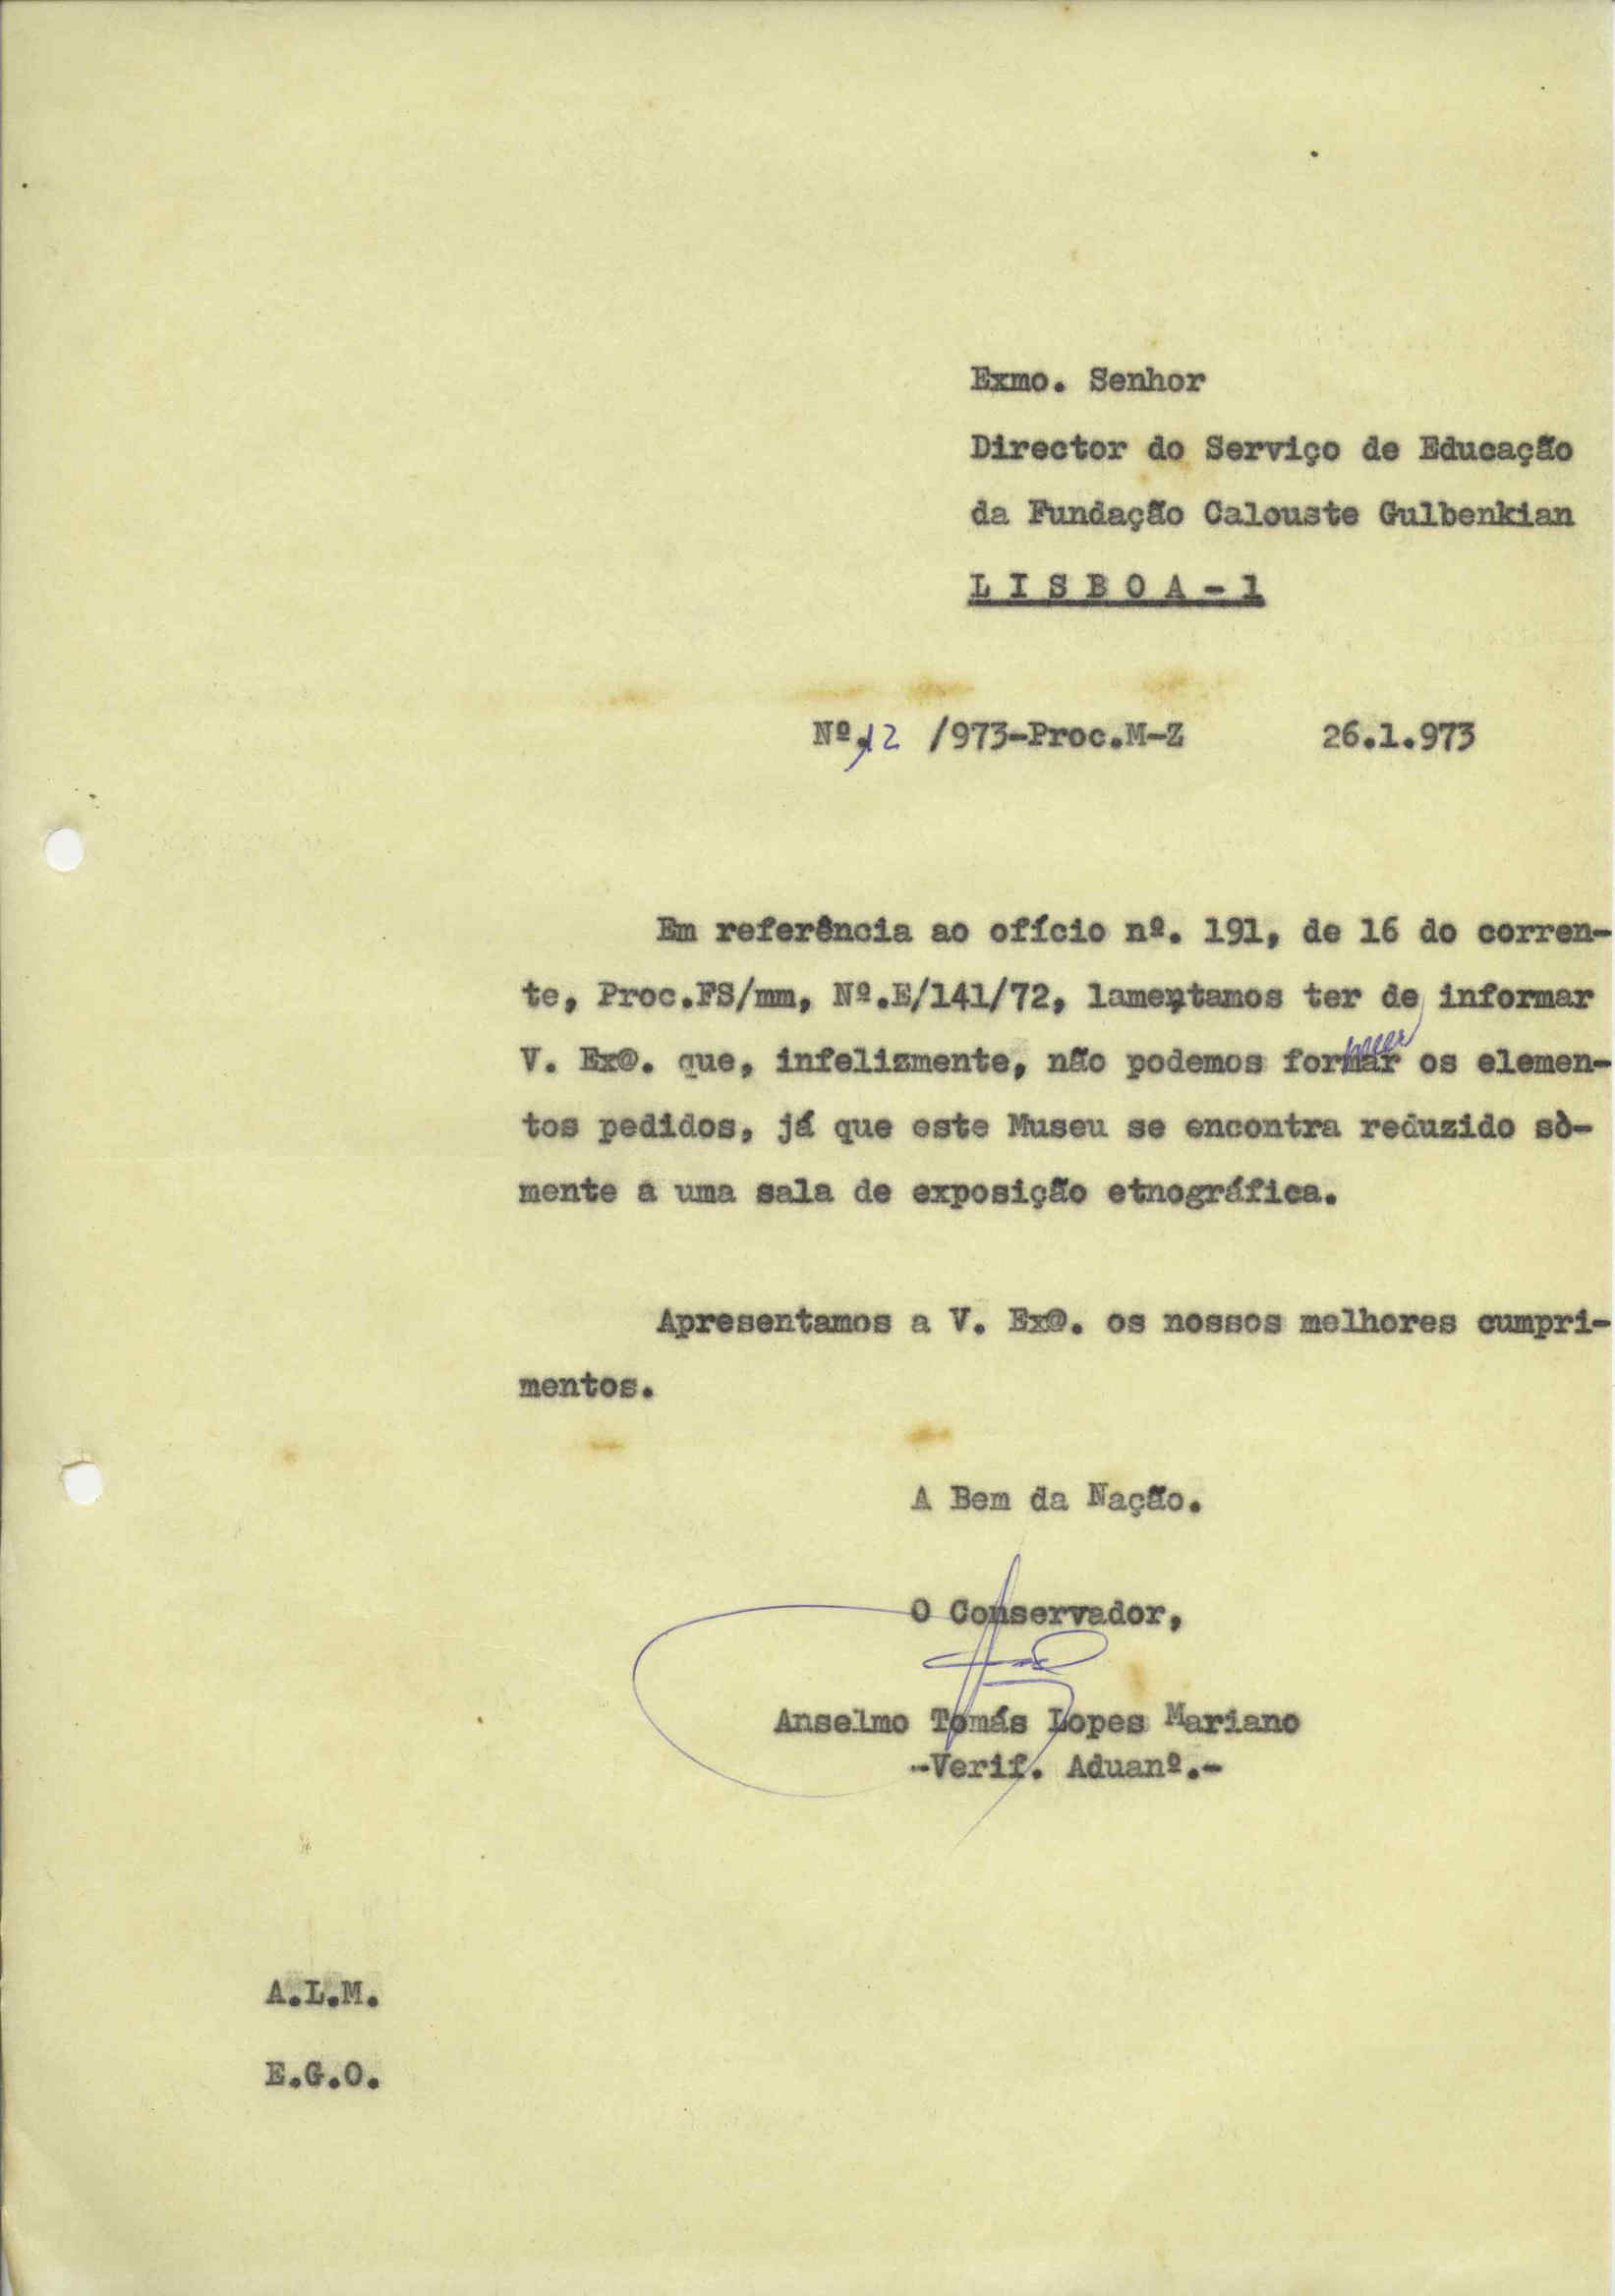 Exmo. Senhor
Director do Serviço de Educação
da Fundação Calouste Gulbenkian
L I S B O A - 1
Nº.12 /973-Proc.M-Z 26.1.973
Em referência ao ofício nº. 191, de 16 do corren-
te, Proc.FS/mm, Nº.E/141/72, lamentamos ter de informar
V. Ex@. que, infelizmente, não podemos formar os elemen-
tos pedidos, já que este Museu se encontra reduzido sò-
mente a uma sala de exposição etnográfica.
Apresentamos a V. Ex@. os nossos melhores cumpri-
mentos.
A Bem da Nação.
O Conservador,
Anselmo Tomás Lopes Mariano
-Verif. Aduanº.-
A.L.M.
E.G.O.